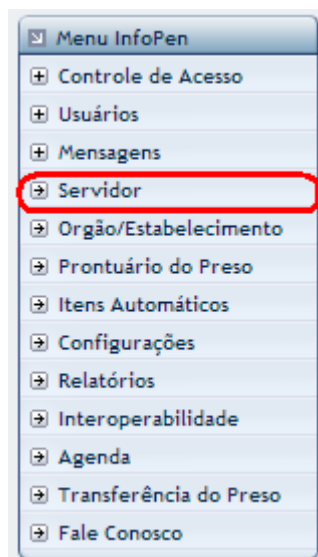 Menu InfoPen
Controle de Acesso
Usuários
Mensagens
Servidor
Orgão/Estabelecimento
Prontuário do Preso
Itens Automáticos
Configurações
Relatórios
Interoperabilidade
Agenda
Transferência do Preso
Fale Conosco